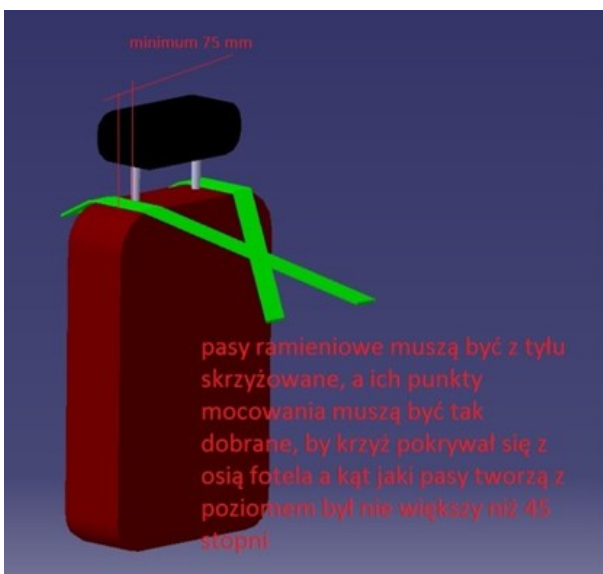 minimum 75 mm
pasy ramieniowe muszą być z tyłu
skrzyżowane, a ich punkty
mocowania muszą być tak
dobrane, by krzyż pokrywał się z
osią fotela a kąt jaki pasy tworzą z
poziomem był nie większy niż 45
stopni